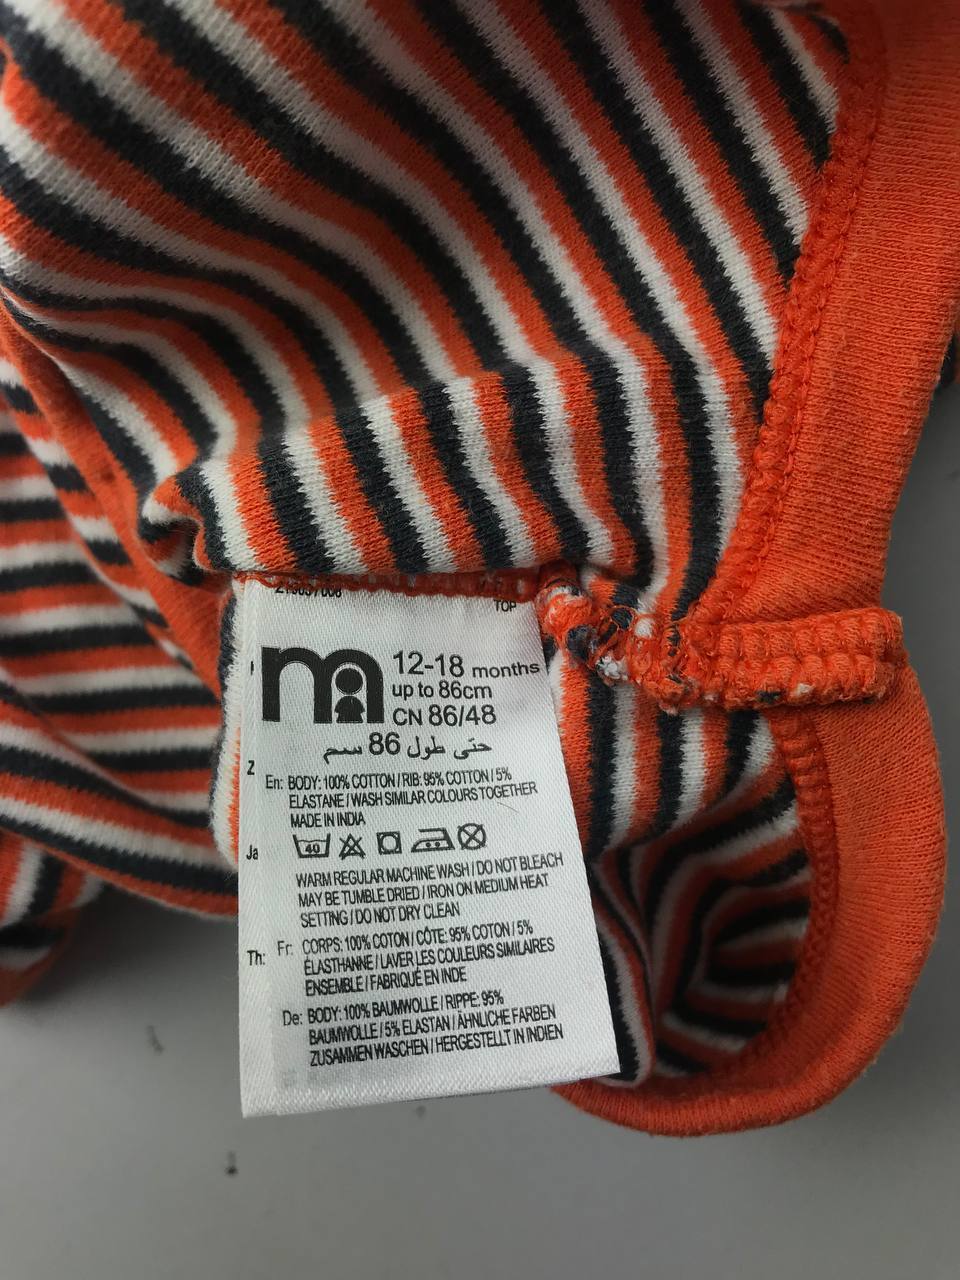 TOP
12-18 months
up to 86cm
CN 86/48
حتى طول 86 سم
En: BODY: 100% COTTON / RIB: 95% COTTON / 5%
ELASTANE / WASH SIMILAR COLOURS TOGETHER
MADE IN INDIA
40
WARM REGULAR MACHINE WASH / DO NOT BLEACH
MAY BE TUMBLE DRIED / IRON ON MEDIUM HEAT
SETTING / DO NOT DRY CLEAN
Fr: CORPS: 100% COTON / CÔTE: 95% COTON / 5%
ÉLASTHANNE / LAVER LES COULEURS SIMILAIRES
ENSEMBLE / FABRIQUÉ EN INDE
De: BODY: 100% BAUMWOLLE / RIPPE: 95%
BAUMWOLLE / 5% ELASTAN / ÄHNLICHE FARBEN
ZUSAMMEN WASCHEN / HERGESTELLT IN INDIEN
Z
Ja
Th: